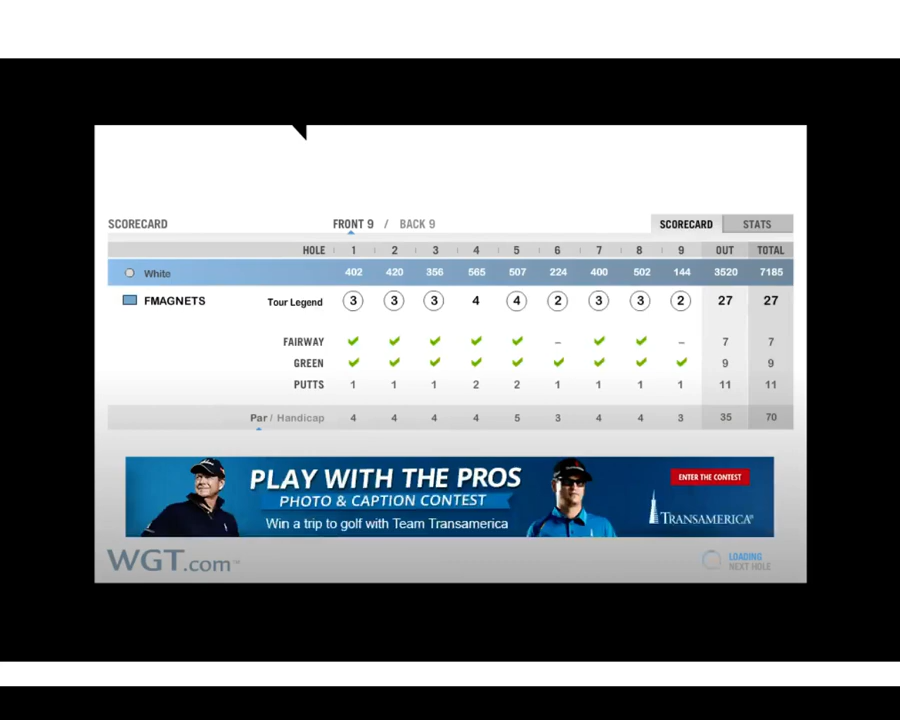 SCORECARD FRONT 9 / BACK 9 SCORECARD STATS
HOLE 1 2 3 4 5 6 7 8 9 OUT TOTAL
White 402 420 356 565 507 224 400 502 144 3520 7185
FMAGNETS Tour Legend 3 3 3 4 4 2 3 3 2 27 27
FAIRWAY – – 7 7
GREEN 9 9
PUTTS 1 1 1 2 2 1 1 1 1 11 11
Par / Handicap 4 4 4 4 5 3 4 4 3 35 70
PLAY WITH THE PROS
PHOTO & CAPTION CONTEST
Win a trip to golf with Team Transamerica
ENTER THE CONTEST
TRANSAMERICA®
WGT.com™
LOADING
NEXT HOLE